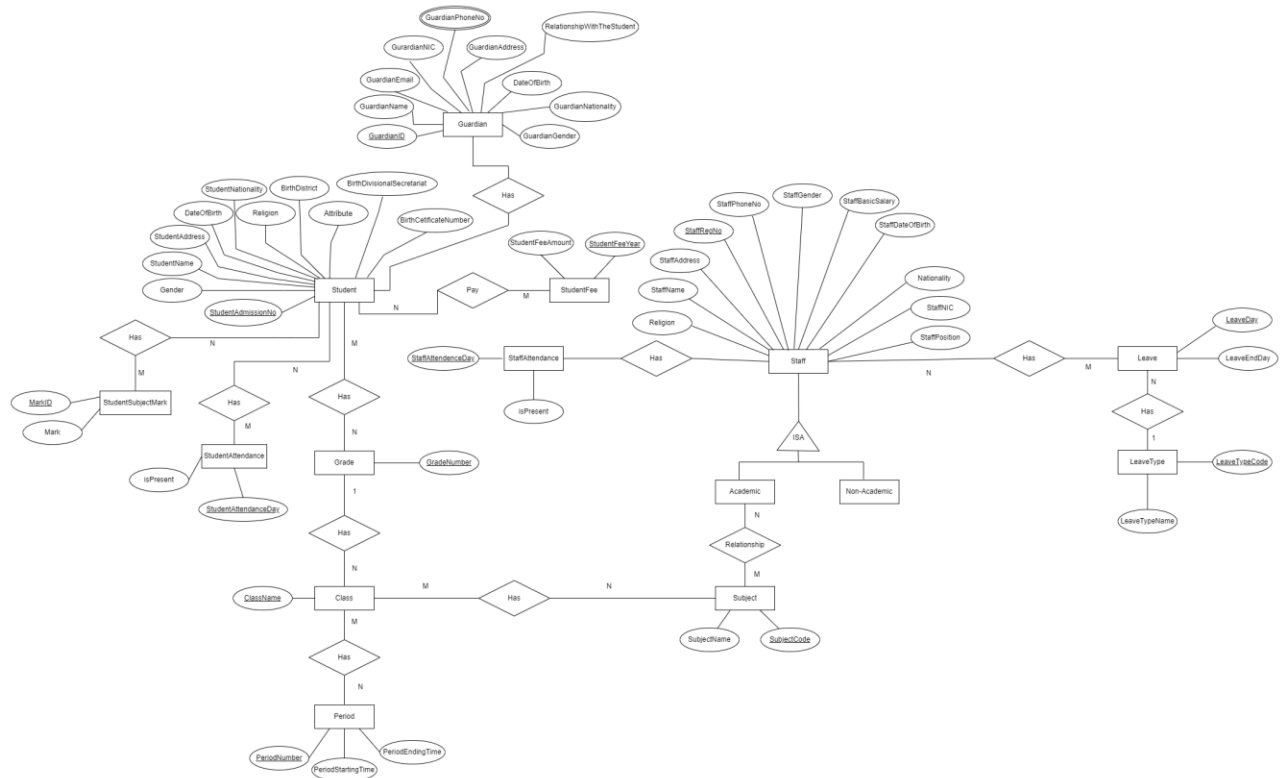 GuardianPhoneNo
RelationshipWithTheStudent
GurardianNIC
GuardianAddress
GuardianEmail
DateOfBirth
GuardianName
GuardianNationality
GuardianID
Guardian
GuardianGender
Has
StudentNationality
BirthDistrict
BirthDivisionalSecretariat
DateOfBirth
Religion
Attribute
BirthCetificateNumber
StudentAddress
StudentName
Gender
Student
StudentAdmissionNo
StudentFeeAmount
StudentFeeYear
N
Pay
M
StudentFee
StaffGender
StaffPhoneNo
StaffBasicSalary
StaffRegNo
StaffDateOfBirth
StaffAddress
Nationality
StaffName
StaffNIC
Religion
StaffPosition
StaffAttendenceDay
StaffAttendance
Has
Staff
isPresent
N
Has
M
Leave
LeaveDay
LeaveEndDay
N
Has
1
LeaveType
LeaveTypeCode
LeaveTypeName
Has
N
M
MarkID
StudentSubjectMark
Mark
N
Has
M
StudentAttendance
isPresent
StudentAttendanceDay
M
Has
N
Grade
GradeNumber
1
Has
N
ISA
Academic
Non-Academic
N
Relationship
M
ClassName
Class
M
Has
N
Subject
SubjectName
SubjectCode
M
Has
N
Period
PeriodNumber
PeriodStartingTime
PeriodEndingTime